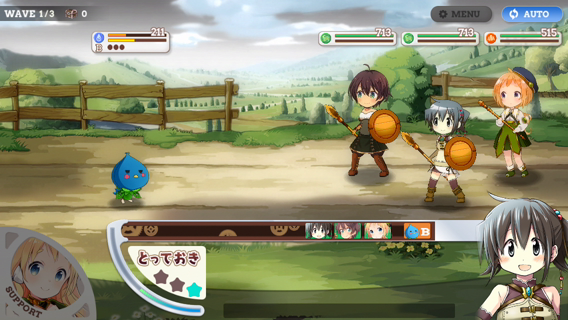 WAVE 1/3 0
MENU
AUTO
211
B
713
713
515
B
とっておき
SUPPORT